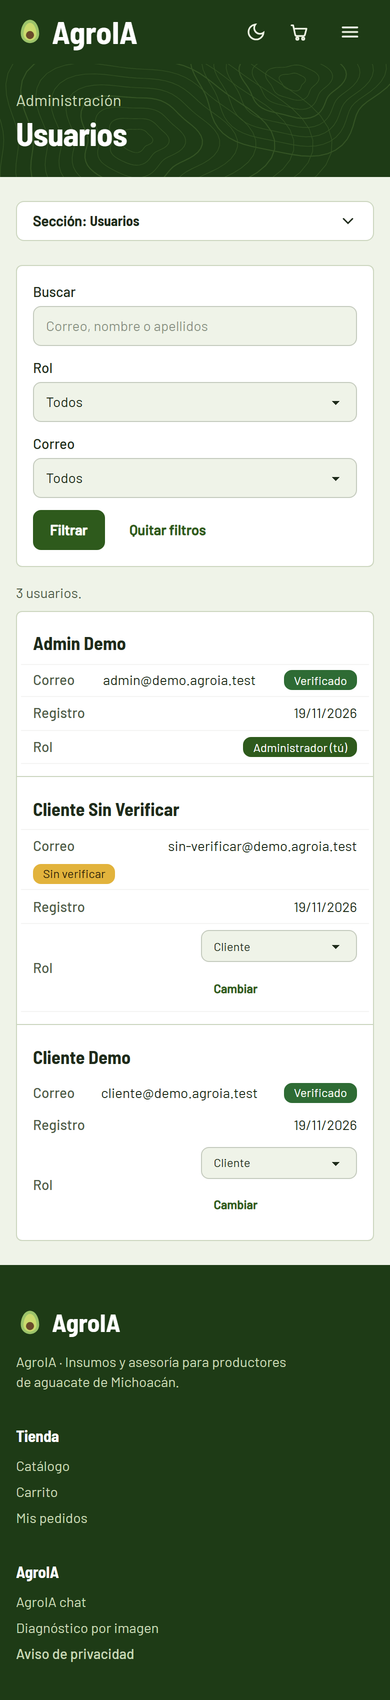 AgroIA
Administración
Usuarios
Sección: Usuarios
Buscar
Correo, nombre o apellidos
Rol
Todos
Correo
Todos
Filtrar Quitar filtros
3 usuarios.
Admin Demo
Correo admin@demo.agroia.test Verificado
Registro 19/11/2026
Rol Administrador (tú)
Cliente Sin Verificar
Correo sin-verificar@demo.agroia.test
Sin verificar
Registro 19/11/2026
Cliente
Rol
Cambiar
Cliente Demo
Correo cliente@demo.agroia.test Verificado
Registro 19/11/2026
Cliente
Rol
Cambiar
AgroIA
AgroIA · Insumos y asesoría para productores
de aguacate de Michoacán.
Tienda
Catálogo
Carrito
Mis pedidos
AgroIA
AgroIA chat
Diagnóstico por imagen
Aviso de privacidad